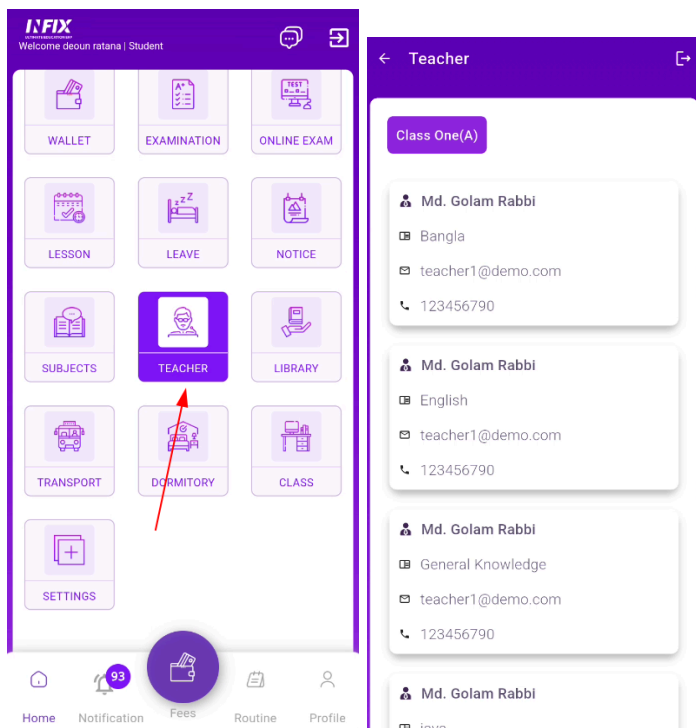 INFIX
Welcome deoun ratana | Student
WALLET
EXAMINATION
TEST
ONLINE EXAM
LESSON
LEAVE
NOTICE
SUBJECTS
TEACHER
LIBRARY
TRANSPORT
DORMITORY
CLASS
SETTINGS
93
Home
Notification
Fees
Routine
Profile
Teacher
Class One(A)
Md. Golam Rabbi
Bangla
teacher1@demo.com
123456790
Md. Golam Rabbi
English
teacher1@demo.com
123456790
Md. Golam Rabbi
General Knowledge
teacher1@demo.com
123456790
Md. Golam Rabbi